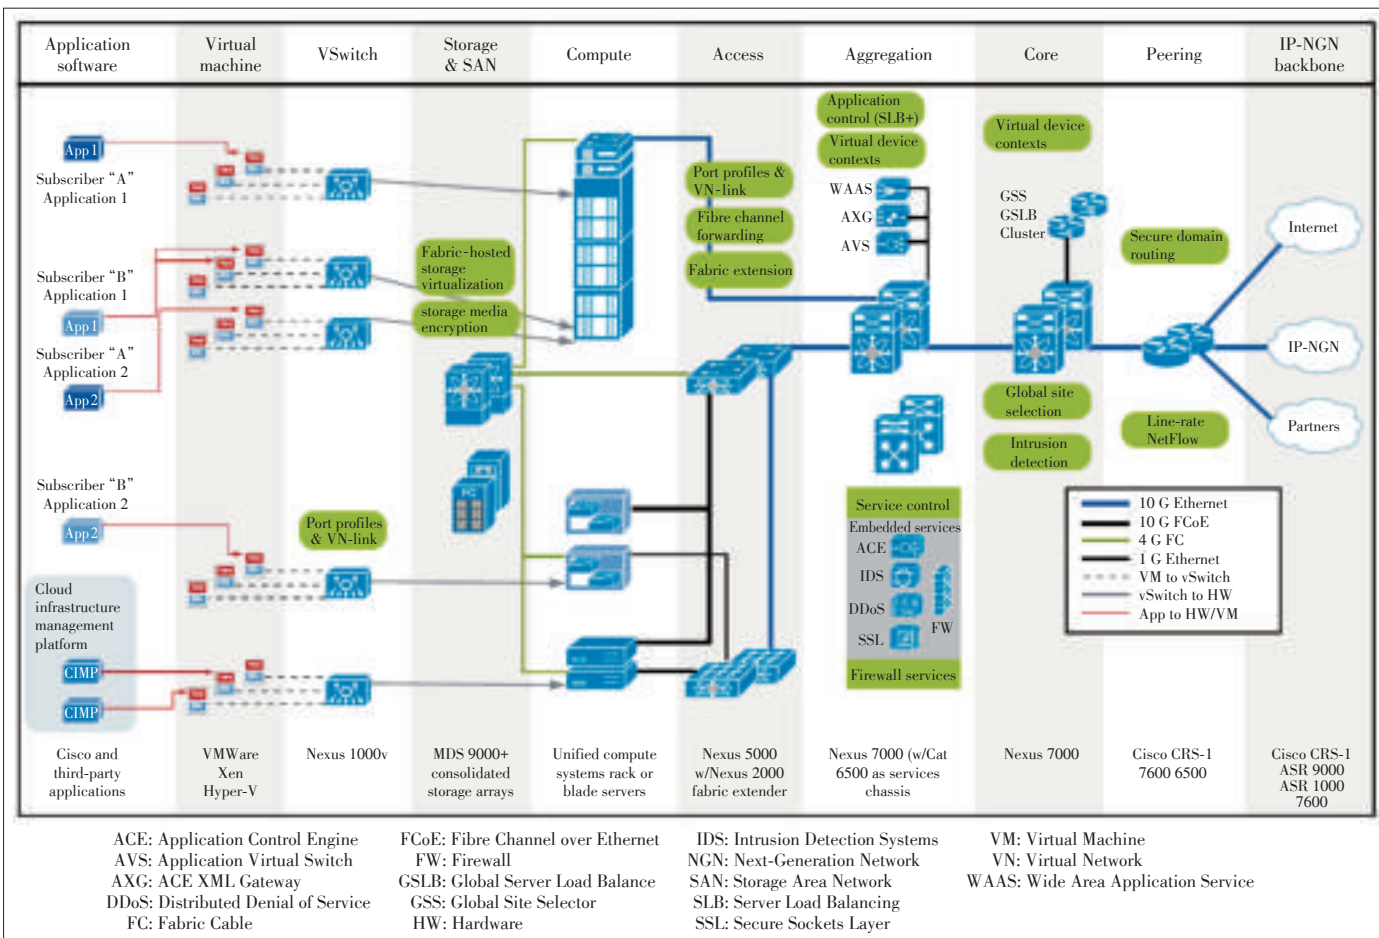 Application
software
Virtual
machine
VSwitch
Storage
& SAN
Compute
Access
Aggregation
Core
Peering
IP-NGN
backbone
App1
Subscriber “A”
Application 1
Subscriber “B”
Application 1
App1
Subscriber “A”
Application 2
App2
Subscriber “B”
Application 2
App2
Cloud
infrastructure
management
platform
CIMP
CIMP
Port profiles
& VN-link
Fabric-hosted
storage
virtualization
storage media
encryption
Port profiles &
VN-link
Fibre channel
forwarding
Fabric extension
Application
control (SLB+)
Virtual device
contexts
WAAS
AXG
AVS
Service control
Embedded services
ACE
IDS
DDoS
SSL
FW
Firewall services
Virtual device
contexts
GSS
GSLB
Cluster
Global site
selection
Intrusion
detection
Secure domain
routing
Line-rate
NetFlow
Internet
IP-NGN
Partners
10 G Ethernet
10 G FCoE
4 G FC
1 G Ethernet
VM to vSwitch
vSwitch to HW
App to HW/VM
Cisco and
third-party
applications
VMWare
Xen
Hyper-V
Nexus 1000v
MDS 9000+
consolidated
storage arrays
Unified compute
systems rack or
blade servers
Nexus 5000
w/Nexus 2000
fabric extender
Nexus 7000 (w/Cat
6500 as services
chassis
Nexus 7000
Cisco CRS-1
7600 6500
Cisco CRS-1
ASR 9000
ASR 1000
7600
ACE: Application Control Engine
AVS: Application Virtual Switch
AXG: ACE XML Gateway
DDoS: Distributed Denial of Service
FC: Fabric Cable
FCoE: Fibre Channel over Ethernet
FW: Firewall
GSLB: Global Server Load Balance
GSS: Global Site Selector
HW: Hardware
IDS: Intrusion Detection Systems
NGN: Next-Generation Network
SAN: Storage Area Network
SLB: Server Load Balancing
SSL: Secure Sockets Layer
VM: Virtual Machine
VN: Virtual Network
WAAS: Wide Area Application Service